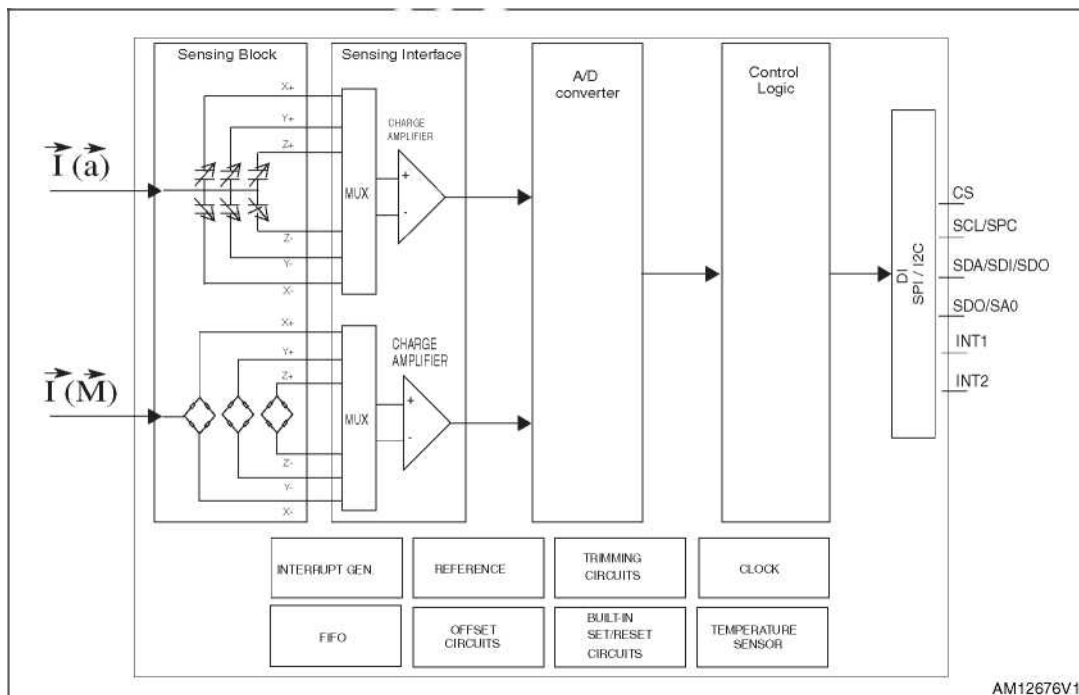 Sensing Block
Sensing Interface
A/D
converter
Control
Logic
X+
Y+
Z+
CHARGE
AMPLIFIER
I (a)
+
-
MUX
Z-
Y-
X-
CS
SCL/SPC
SDA/SDI/SDO
SDO/SA0
INT1
INT2
DI
SPI / I2C
X+
Y+
Z+
CHARGE
AMPLIFIER
I (M)
+
-
MUX
Z-
Y-
X-
INTERRUPT GEN.
REFERENCE
TRIMMING
CIRCUITS
CLOCK
FIFO
OFFSET
CIRCUITS
BUILT-IN
SET/RESET
CIRCUITS
TEMPERATURE
SENSOR
AM12676V1